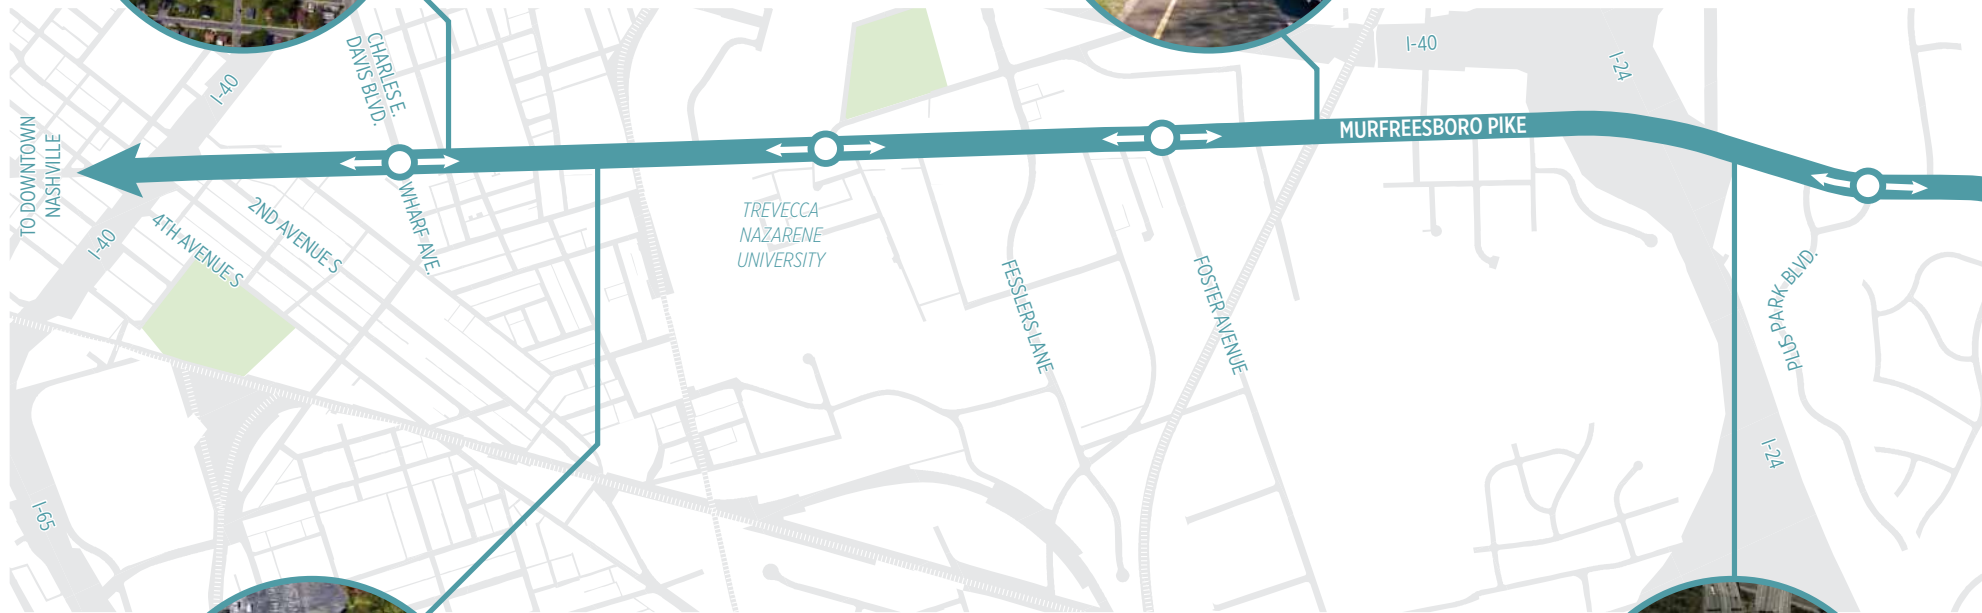 CHARLES E.
DAVIS BLVD.
I-40
I-40
I-24
TO DOWNTOWN
NASHVILLE
MURFREESBORO PIKE
I-40
4TH AVENUE S
2ND AVENUE S
WHARF AVE.
TREVECCA
NAZARENE
UNIVERSITY
FESSLERS LANE
FOSTER AVENUE
PLUS PARK BLVD.
I-24
I-65